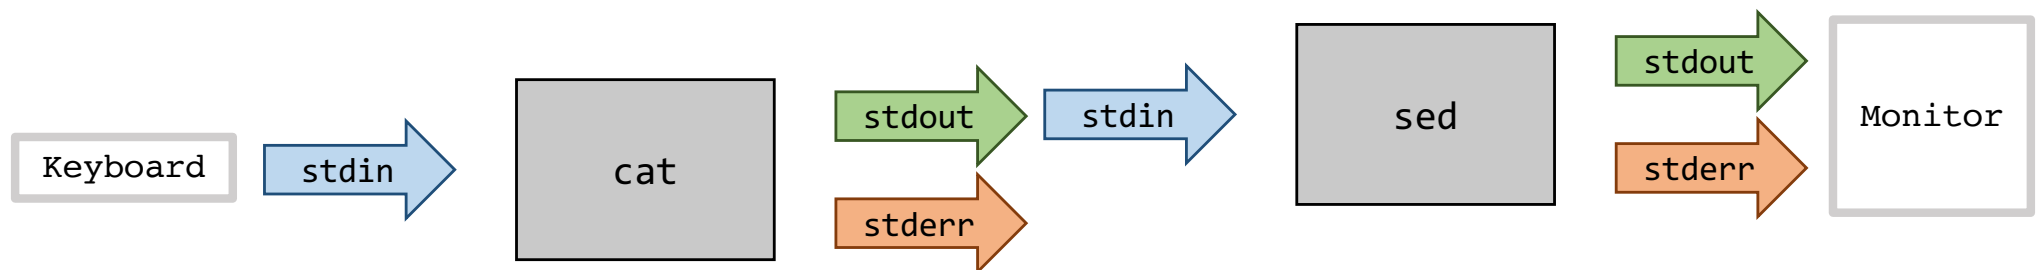 Keyboard
stdin
cat
stdout
stderr
stdin
sed
stdout
stderr
Monitor